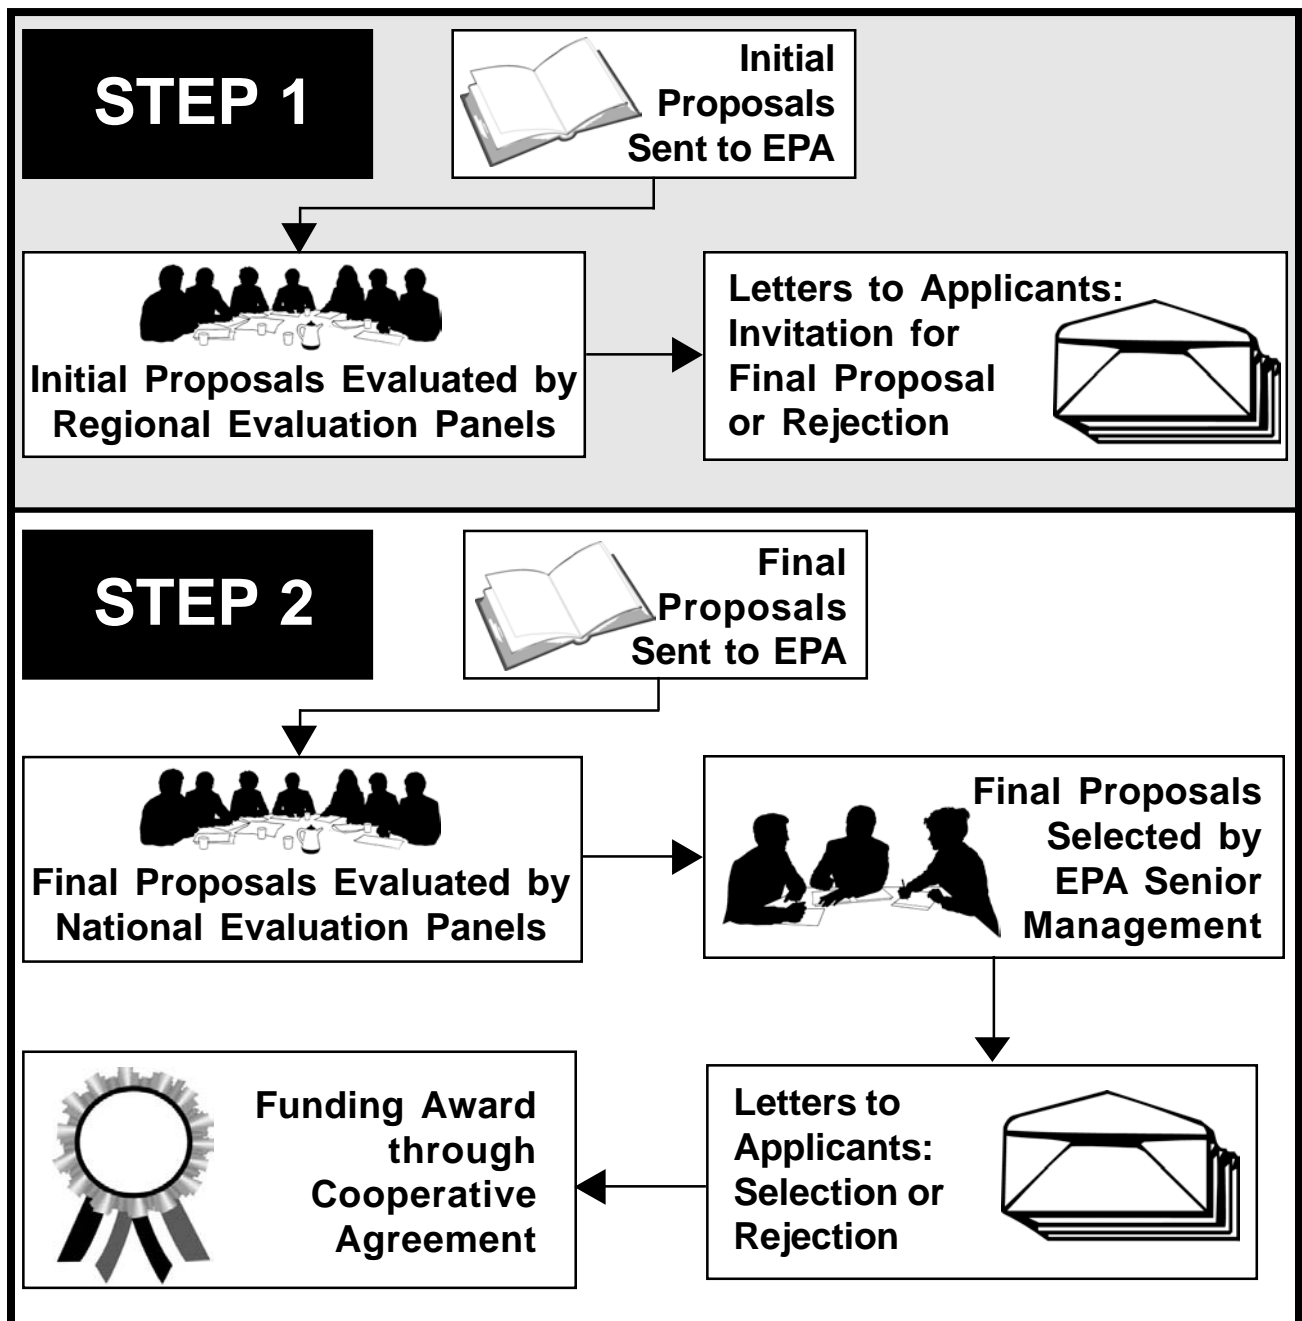 STEP 1
Initial
Proposals
Sent to EPA
Initial Proposals Evaluated by
Regional Evaluation Panels
Letters to Applicants:
Invitation for
Final Proposal
or Rejection
STEP 2
Final
Proposals
Sent to EPA
Final Proposals Evaluated by
National Evaluation Panels
Final Proposals
Selected by
EPA Senior
Management
Letters to
Applicants:
Selection or
Rejection
Funding Award
through
Cooperative
Agreement